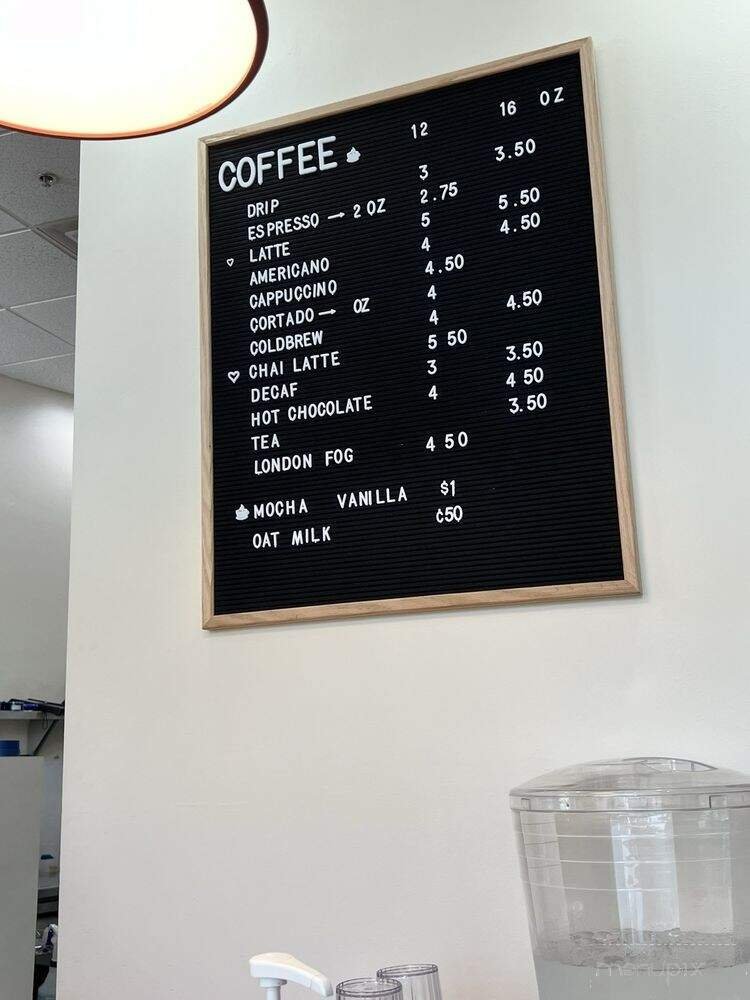 COFFEE 12 16 OZ
DRIP 3 3.50
ESPRESSO → 2 OZ 2.75
♡ LATTE 5 5.50
AMERICANO 4 4.50
CAPPUCCINO 4.50
CORTADO → OZ 4
COLDBREW 4 4.50
♡ CHAI LATTE 5 50
DECAF 3 3.50
HOT CHOCOLATE 4 4 50
TEA 3.50
LONDON FOG 4 50
MOCHA VANILLA $1
OAT MILK ¢50
menupix